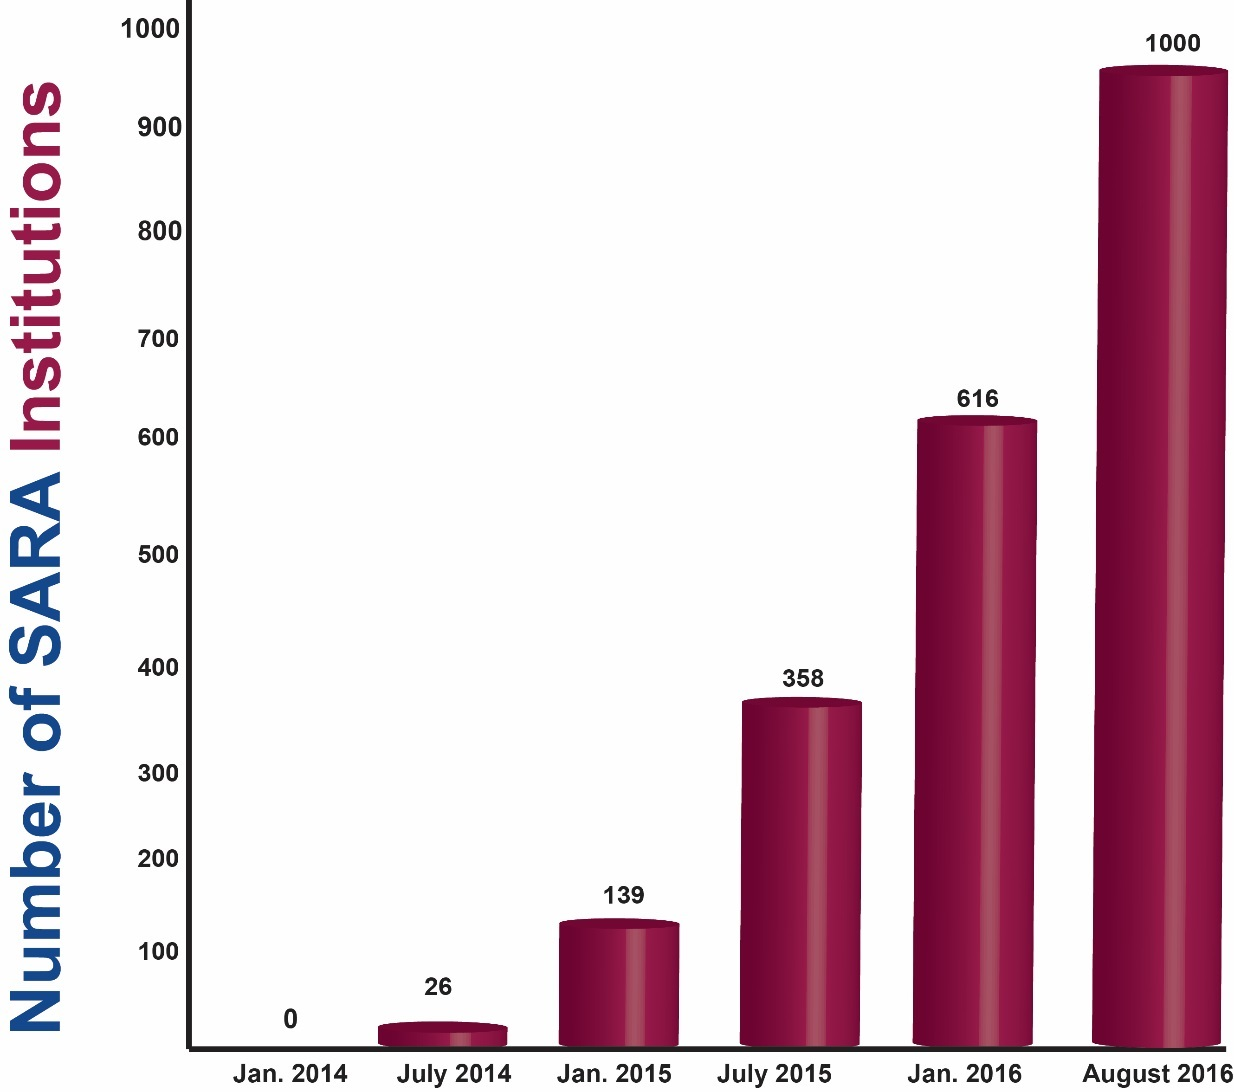 Number of SARA Institutions
1000
900
800
700
600
500
400
300
200
100
0
26
139
358
616
1000
Jan. 2014
July 2014
Jan. 2015
July 2015
Jan. 2016
August 2016